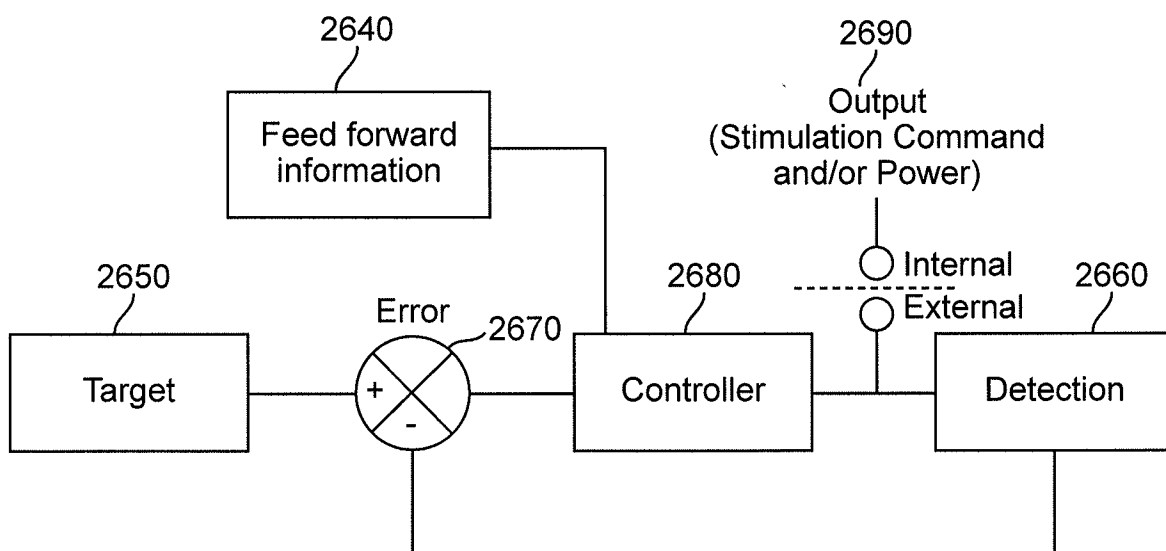 2640
Feed forward
information
2690
Output
(Stimulation Command
and/or Power)
Internal
External
2650
Target
Error
2670
+
-
2680
Controller
2660
Detection